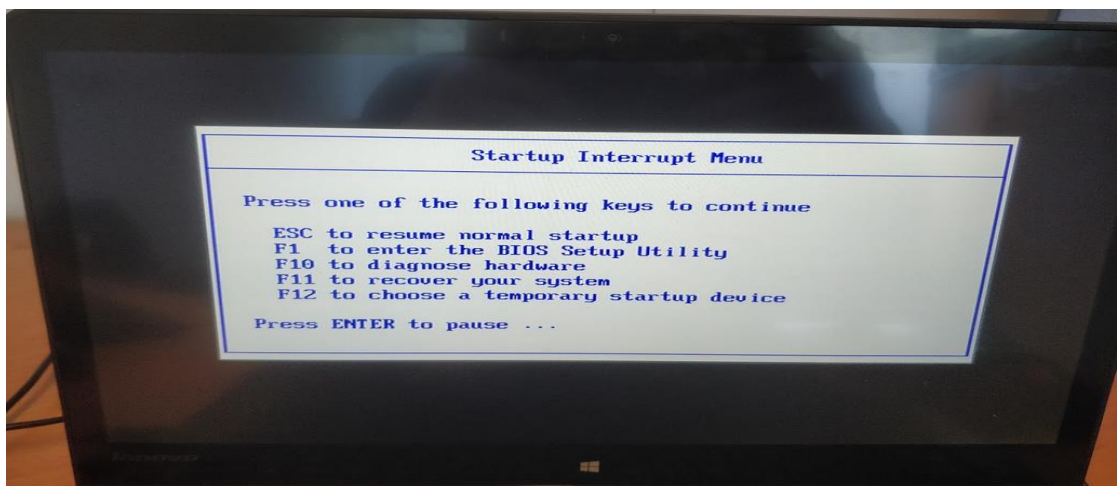 Startup Interrupt Menu
Press one of the following keys to continue
ESC to resume normal startup
F1 to enter the BIOS Setup Utility
F10 to diagnose hardware
F11 to recover your system
F12 to choose a temporary startup device
Press ENTER to pause ...
lenovo